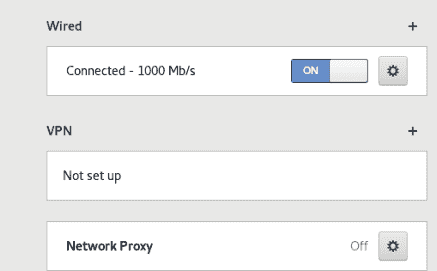 Wired +
Connected - 1000 Mb/s ON
VPN +
Not set up
Network Proxy Off